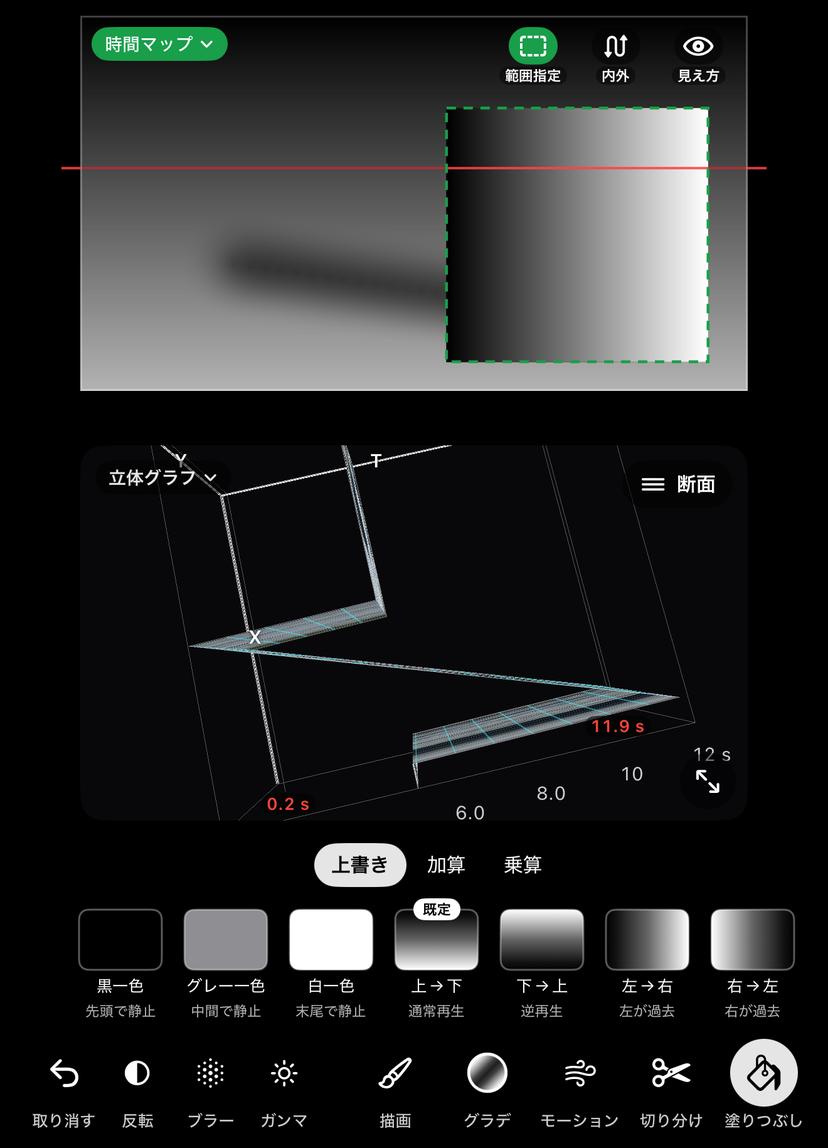 時間マップ
範囲指定
内外
見え方
Y
T
立体グラフ
断面
X
11.9 s
12 s
10
8.0
0.2 s
6.0
上書き
加算
乗算
既定
黒一色
グレー一色
白一色
上→下
下→上
左→右
右→左
先頭で静止
中間で静止
末尾で静止
通常再生
逆再生
左が過去
右が過去
取り消す
反転
ブラー
ガンマ
描画
グラデ
モーション
切り分け
塗りつぶし